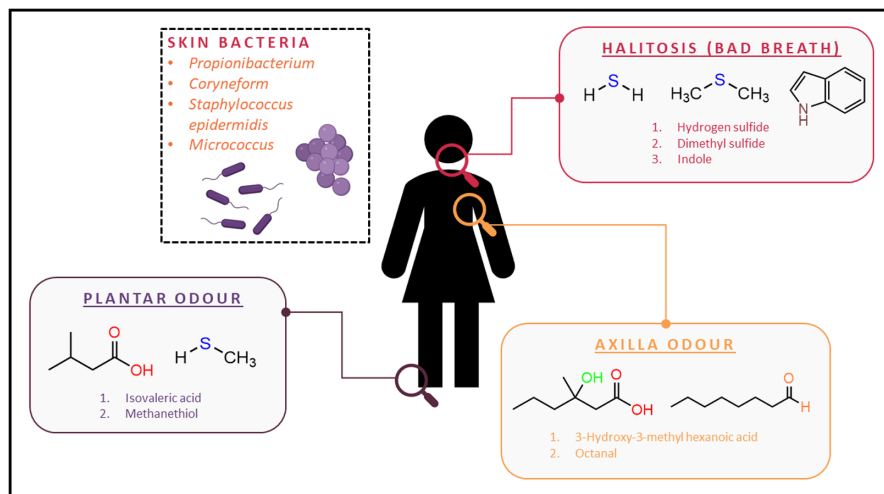 SKIN BACTERIA
• Propionibacterium
• Coryneform
• Staphylococcus
epidermidis
• Micrococcus
HALITOSIS (BAD BREATH)
H S H
H₃C S CH₃
N
H
1. Hydrogen sulfide
2. Dimethyl sulfide
3. Indole
PLANTAR ODOUR
O
OH
H S CH₃
1. Isovaleric acid
2. Methanethiol
AXILLA ODOUR
OH O
OH
O
H
1. 3-Hydroxy-3-methyl hexanoic acid
2. Octanal